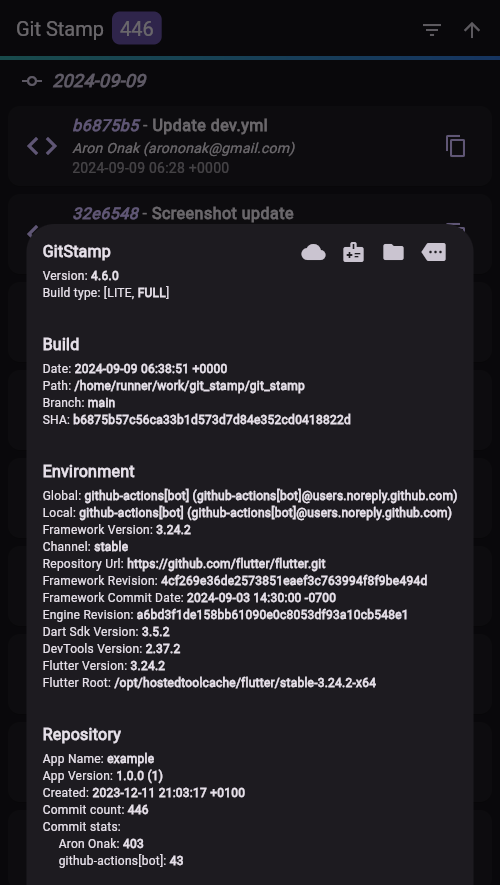 Git Stamp 446
2024-09-09
b6875b5 - Update dev.yml
Aron Onak (arononak@gmail.com)
2024-09-09 06:28 +0000
32e6548 - Screenshot update
GitStamp
Version: 4.6.0
Build type: [LITE, FULL]
Build
Date: 2024-09-09 06:38:51 +0000
Path: /home/runner/work/git_stamp/git_stamp
Branch: main
SHA: b6875b57c56ca33b1d573d7d84e352cd0418822d
Environment
Global: github-actions[bot] (github-actions[bot]@users.noreply.github.com)
Local: github-actions[bot] (github-actions[bot]@users.noreply.github.com)
Framework Version: 3.24.2
Channel: stable
Repository Url: https://github.com/flutter/flutter.git
Framework Revision: 4cf269e36de2573851eaef3c763994f8f9be494d
Framework Commit Date: 2024-09-03 14:30:00 -0700
Engine Revision: a6bd3f1de158bb61090e0c8053df93a10cb548e1
Dart Sdk Version: 3.5.2
DevTools Version: 2.37.2
Flutter Version: 3.24.2
Flutter Root: /opt/hostedtoolcache/flutter/stable-3.24.2-x64
Repository
App Name: example
App Version: 1.0.0 (1)
Created: 2023-12-11 21:03:17 +0100
Commit count: 446
Commit stats:
Aron Onak: 403
github-actions[bot]: 43